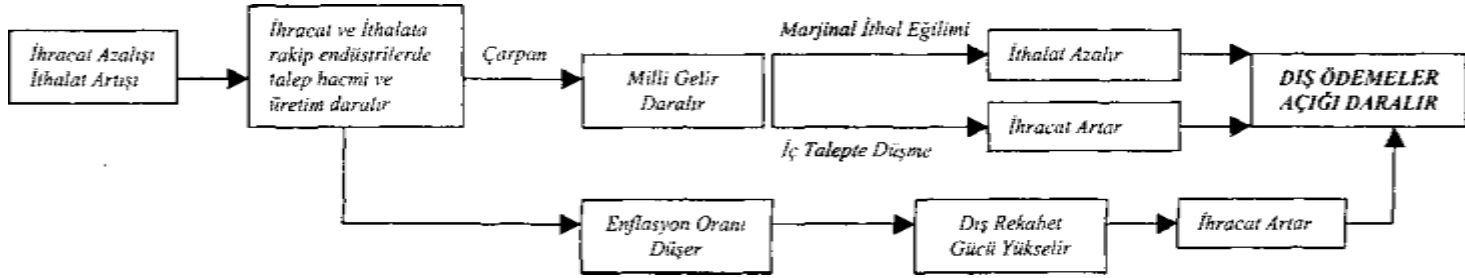 İhracat Azalışı
İthalat Artışı
İhracat ve İthalata
rakip endüstrilerde
talep hacmi ve
üretim daralır
Çarpan
Milli Gelir
Daralır
Marjinal İthal Eğilimi
İthalat Azalır
İç Talepte Düşme
İhracat Artar
DIŞ ÖDEMELER
AÇIĞI DARALIR
Enflasyon Oranı
Düşer
Dış Rekabet
Gücü Yükselir
İhracat Artar